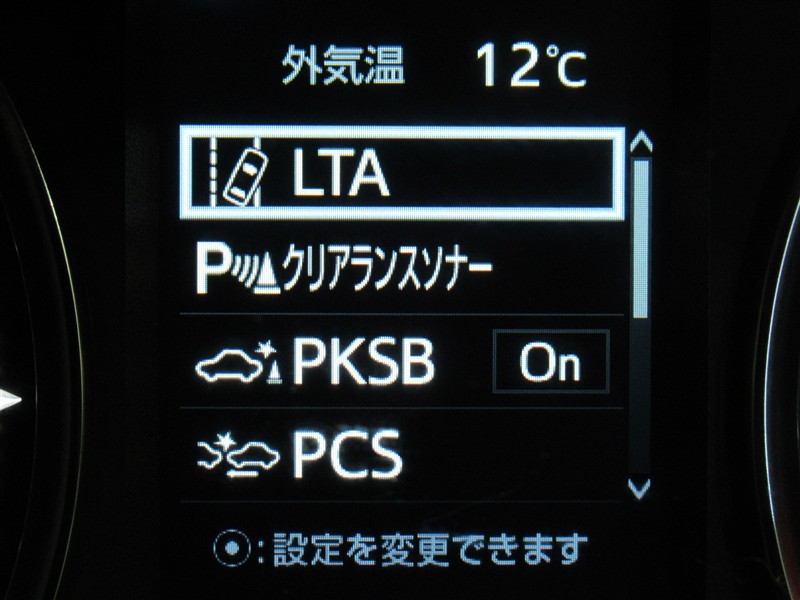 外気温 12℃
LTA
P クリアランスソナー
PKSB On
PCS
:設定を変更できます